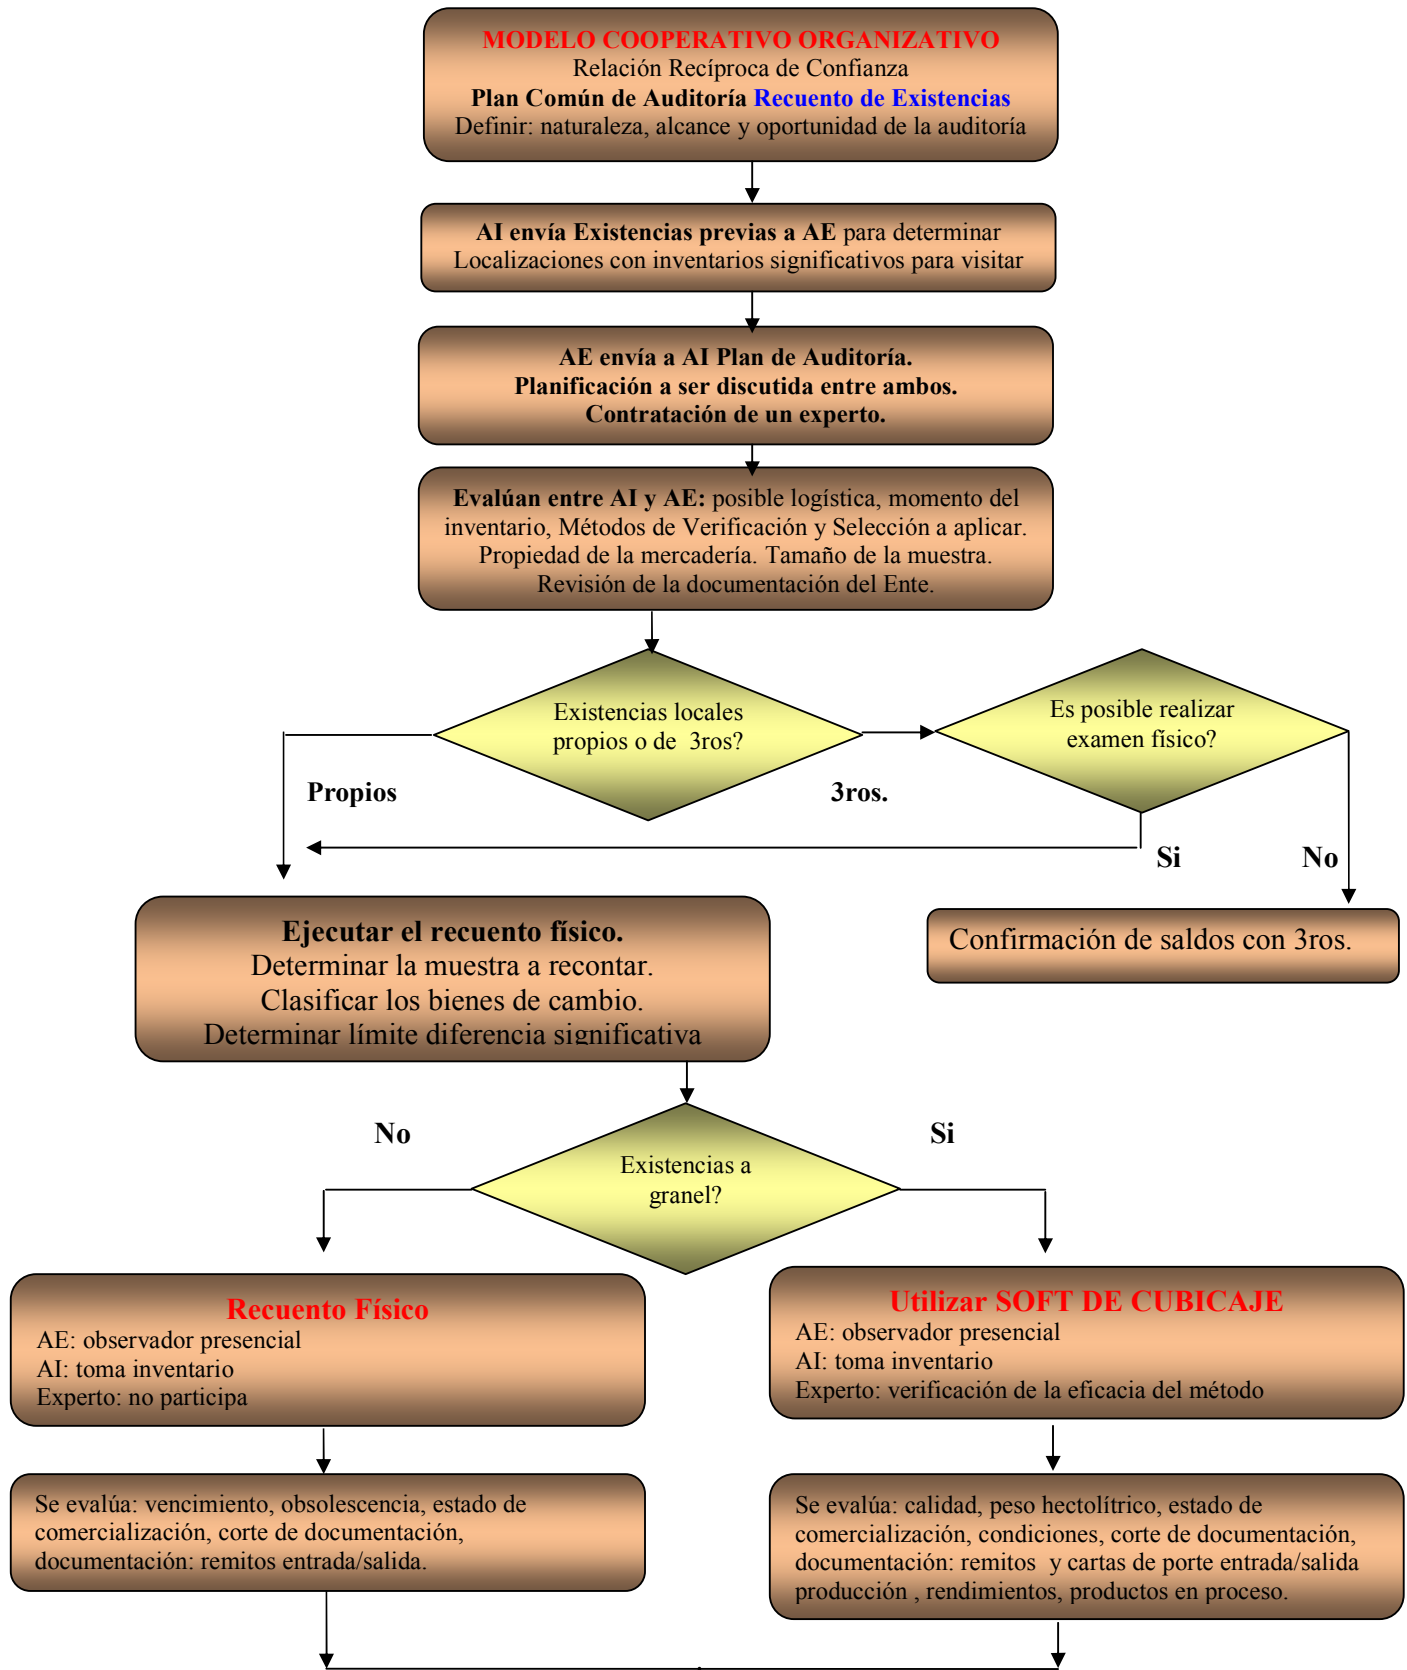 MODELO COOPERATIVO ORGANIZATIVO
Relación Recíproca de Confianza
Plan Común de Auditoría Recuento de Existencias
Definir: naturaleza, alcance y oportunidad de la auditoría
AI envía Existencias previas a AE para determinar
Localizaciones con inventarios significativos para visitar
AE envía a AI Plan de Auditoría.
Planificación a ser discutida entre ambos.
Contratación de un experto.
Evalúan entre AI y AE: posible logística, momento del
inventario, Métodos de Verificación y Selección a aplicar.
Propiedad de la mercadería. Tamaño de la muestra.
Revisión de la documentación del Ente.
Existencias locales
propios o de 3ros?
Es posible realizar
examen físico?
Propios
3ros.
Si
No
Ejecutar el recuento físico.
Determinar la muestra a recontar.
Clasificar los bienes de cambio.
Determinar límite diferencia significativa
Confirmación de saldos con 3ros.
No
Si
Existencias a
granel?
Recuento Físico
AE: observador presencial
AI: toma inventario
Experto: no participa
Utilizar SOFT DE CUBICAJE
AE: observador presencial
AI: toma inventario
Experto: verificación de la eficacia del método
Se evalúa: vencimiento, obsolescencia, estado de
comercialización, corte de documentación,
documentación: remitos entrada/salida.
Se evalúa: calidad, peso hectolítrico, estado de
comercialización, condiciones, corte de documentación,
documentación: remitos y cartas de porte entrada/salida
producción , rendimientos, productos en proceso.